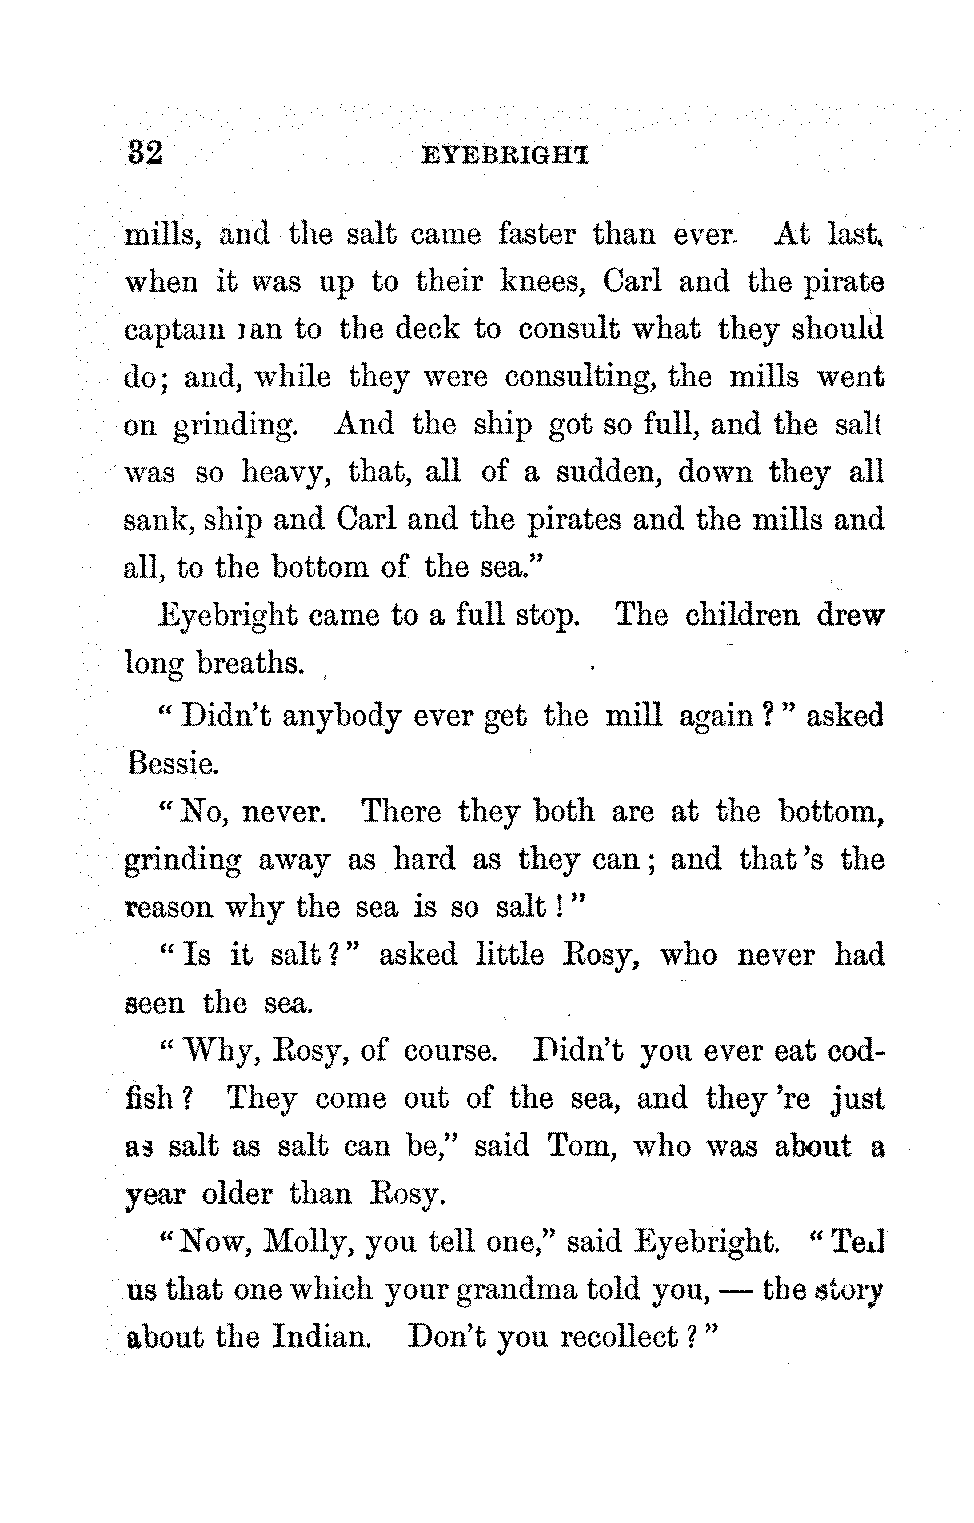 32 EYEBRIGHT
mills, and the salt came faster than ever. At last,
when it was up to their knees, Carl and the pirate
captain ran to the deck to consult what they should
do; and, while they were consulting, the mills went
on grinding. And the ship got so full, and the salt
was so heavy, that, all of a sudden, down they all
sank, ship and Carl and the pirates and the mills and
all, to the bottom of the sea.”
Eyebright came to a full stop. The children drew
long breaths.
“Didn’t anybody ever get the mill again?” asked
Bessie.
“No, never. There they both are at the bottom,
grinding away as hard as they can; and that’s the
reason why the sea is so salt!”
“Is it salt?” asked little Rosy, who never had
seen the sea.
“Why, Rosy, of course. Didn’t you ever eat cod-
fish? They come out of the sea, and they’re just
as salt as salt can be,” said Tom, who was about a
year older than Rosy.
“Now, Molly, you tell one,” said Eyebright. “Tell
us that one which your grandma told you, — the story
about the Indian. Don’t you recollect?”